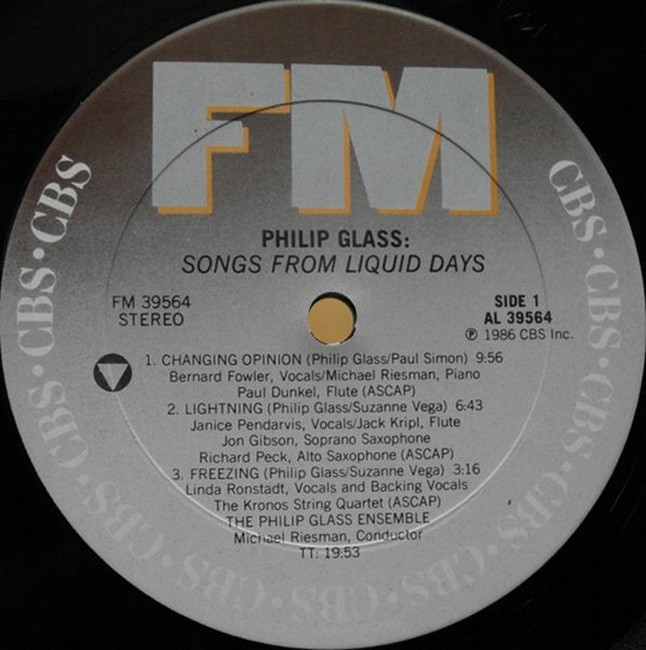 FM
PHILIP GLASS:
SONGS FROM LIQUID DAYS
FM 39564
STEREO
SIDE 1
AL 39564
℗ 1986 CBS Inc.
1. CHANGING OPINION (Philip Glass/Paul Simon) 9:56
Bernard Fowler, Vocals/Michael Riesman, Piano
Paul Dunkel, Flute (ASCAP)
2. LIGHTNING (Philip Glass/Suzanne Vega) 6:43
Janice Pendarvis, Vocals/Jack Kripl, Flute
Jon Gibson, Soprano Saxophone
Richard Peck, Alto Saxophone (ASCAP)
3. FREEZING (Philip Glass/Suzanne Vega) 3:16
Linda Ronstadt, Vocals and Backing Vocals
The Kronos String Quartet (ASCAP)
THE PHILIP GLASS ENSEMBLE
Michael Riesman, Conductor
TT: 19:53
CBS • CBS • CBS • CBS • CBS • CBS • CBS • CBS • CBS • CBS